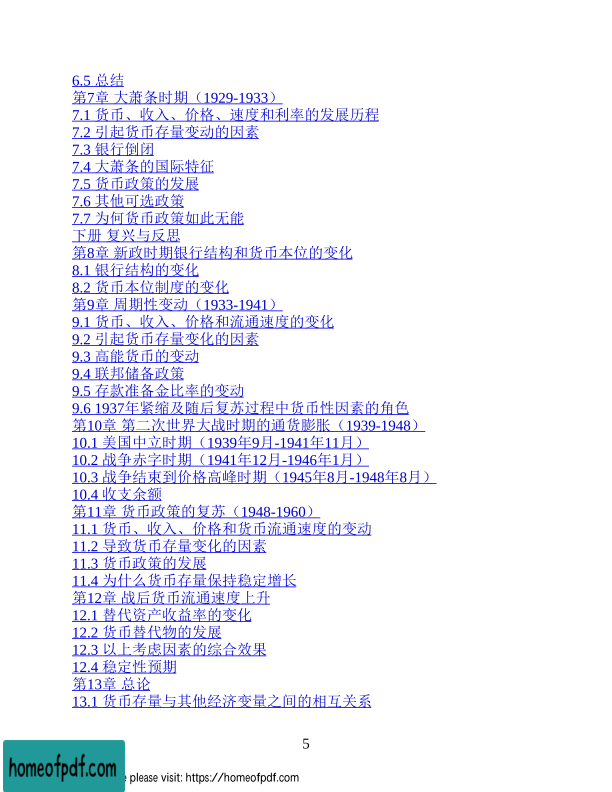 6.5 总结
第7章 大萧条时期（1929-1933）
7.1 货币、收入、价格、速度和利率的发展历程
7.2 引起货币存量变动的因素
7.3 银行倒闭
7.4 大萧条的国际特征
7.5 货币政策的发展
7.6 其他可选政策
7.7 为何货币政策如此无能
下册 复兴与反思
第8章 新政时期银行结构和货币本位的变化
8.1 银行结构的变化
8.2 货币本位制度的变化
第9章 周期性变动（1933-1941）
9.1 货币、收入、价格和流通速度的变化
9.2 引起货币存量变化的因素
9.3 高能货币的变动
9.4 联邦储备政策
9.5 存款准备金比率的变动
9.6 1937年紧缩及随后复苏过程中货币性因素的角色
第10章 第二次世界大战时期的通货膨胀（1939-1948）
10.1 美国中立时期（1939年9月-1941年11月）
10.2 战争赤字时期（1941年12月-1946年1月）
10.3 战争结束到价格高峰时期（1945年8月-1948年8月）
10.4 收支余额
第11章 货币政策的复苏（1948-1960）
11.1 货币、收入、价格和货币流通速度的变动
11.2 导致货币存量变化的因素
11.3 货币政策的发展
11.4 为什么货币存量保持稳定增长
第12章 战后货币流通速度上升
12.1 替代资产收益率的变化
12.2 货币替代物的发展
12.3 以上考虑因素的综合效果
12.4 稳定性预期
第13章 总论
13.1 货币存量与其他经济变量之间的相互关系
5
homeofpdf.com
please visit: https://homeofpdf.com